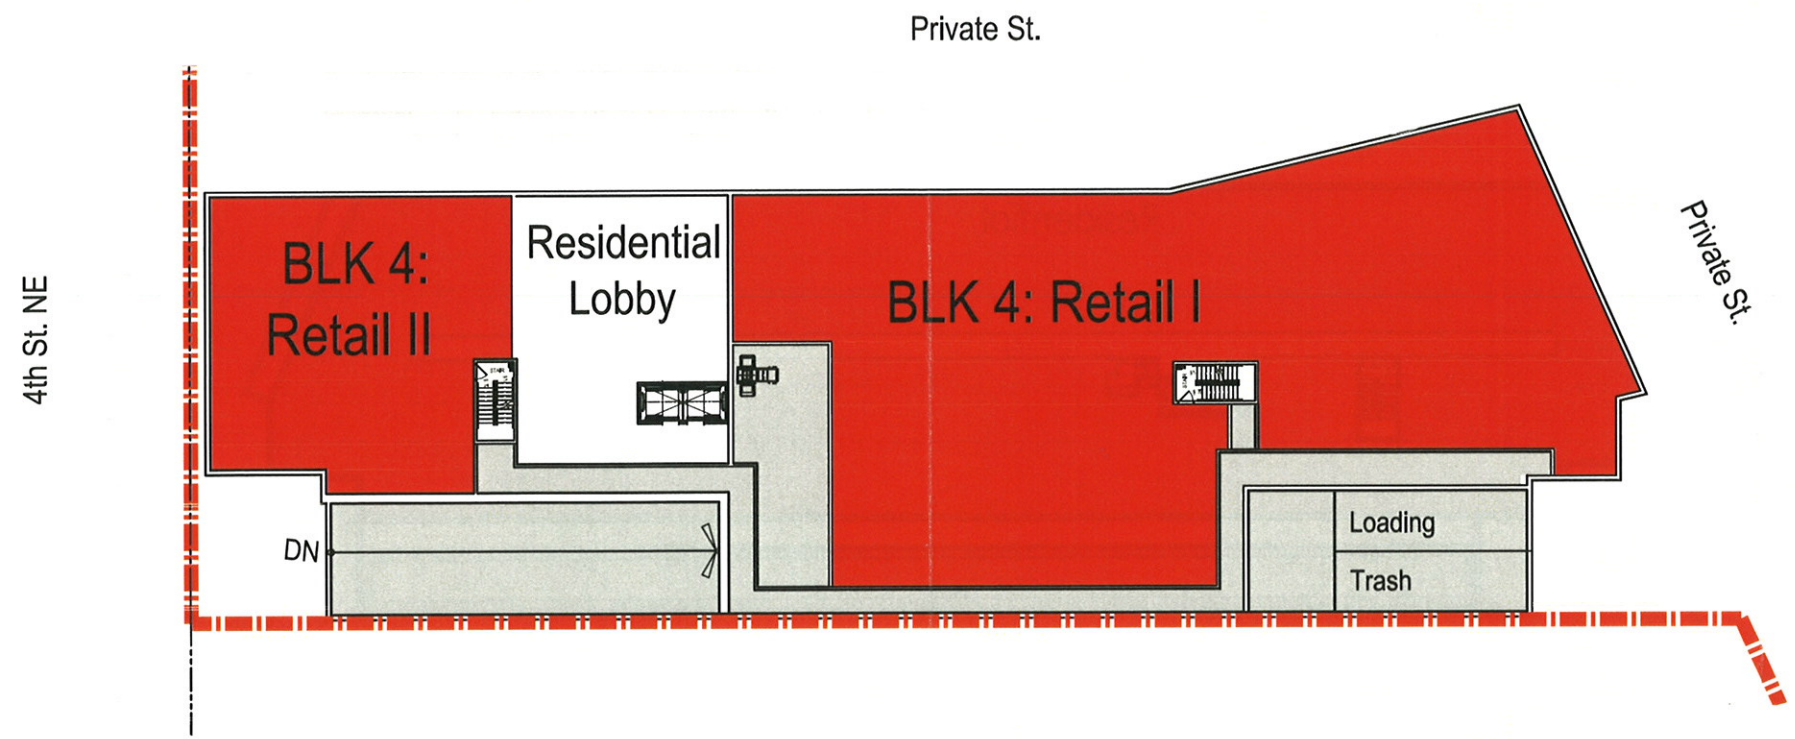 Private St.
4th St. NE
BLK 4:
Retail II
Residential
Lobby
BLK 4: Retail I
Private St.
DN
Loading
Trash